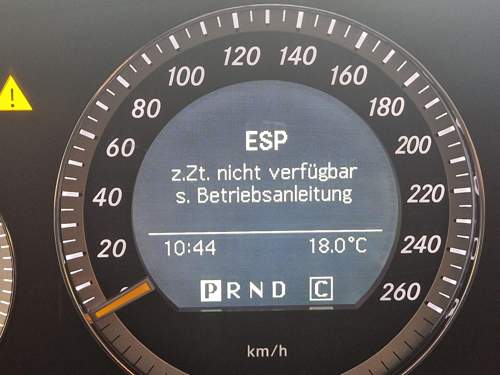 !
120 140
100 160
80 180
60 200
40 220
20 240
260
ESP
z.Zt. nicht verfügbar
s. Betriebsanleitung
10:44 18.0°C
P R N D C
km/h